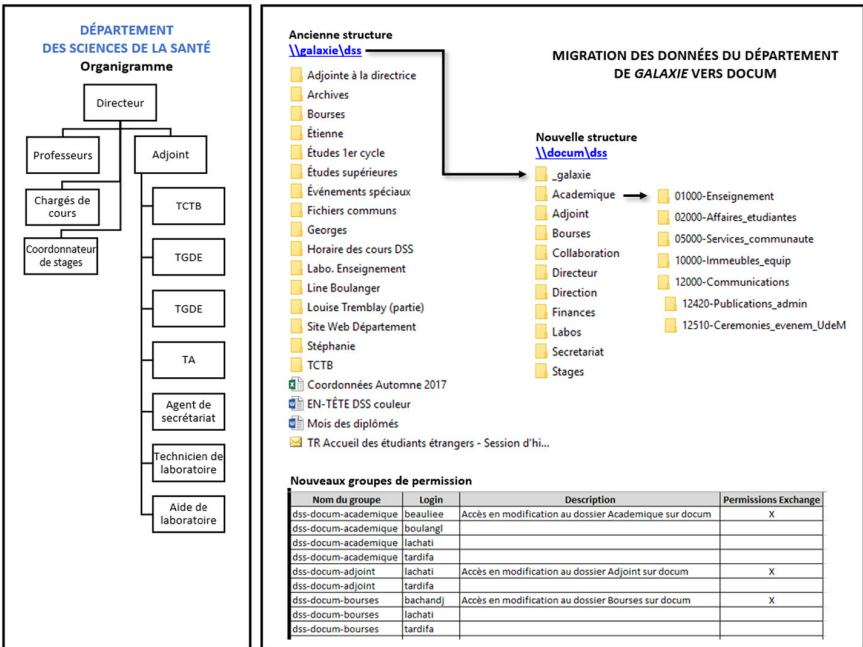 DÉPARTEMENT
DES SCIENCES DE LA SANTÉ
Organigramme
Directeur
Professeurs
Adjoint
Chargés de
cours
TCTB
Coordonnateur
de stages
TGDE
TGDE
TA
Agent de
secrétariat
Technicien de
laboratoire
Aide de
laboratoire
MIGRATION DES DONNÉES DU DÉPARTEMENT
DE GALAXIE VERS DOCUM
Ancienne structure
\\galaxie\dss
Adjointe à la directrice
Archives
Bourses
Étienne
Études 1er cycle
Études supérieures
Événements spéciaux
Fichiers communs
Georges
Horaire des cours DSS
Labo. Enseignement
Line Boulanger
Louise Tremblay (partie)
Site Web Département
Stéphanie
TCTB
Coordonnées Automne 2017
EN-TÊTE DSS couleur
Mois des diplômés
TR Accueil des étudiants étrangers - Session d'hi...
Nouvelle structure
\\docum\dss
_galaxie
Academique
Adjoint
Bourses
Collaboration
Directeur
Direction
Finances
Labos
Secretariat
Stages
01000-Enseignement
02000-Affaires_etudiantes
05000-Services_communaute
10000-Immeubles_equip
12000-Communications
12420-Publications_admin
12510-Ceremonies_evenem_UdeM
Nouveaux groupes de permission
Nom du groupe Login Description Permissions Exchange
dss-docum-academique beauliee Accès en modification au dossier Academique sur docum X
dss-docum-academique boulangl
dss-docum-academique lachati
dss-docum-academique tardifa
dss-docum-adjoint lachati Accès en modification au dossier Adjoint sur docum X
dss-docum-adjoint tardifa
dss-docum-bourses bachandj Accès en modification au dossier Bourses sur docum X
dss-docum-bourses lachati
dss-docum-bourses tardifa